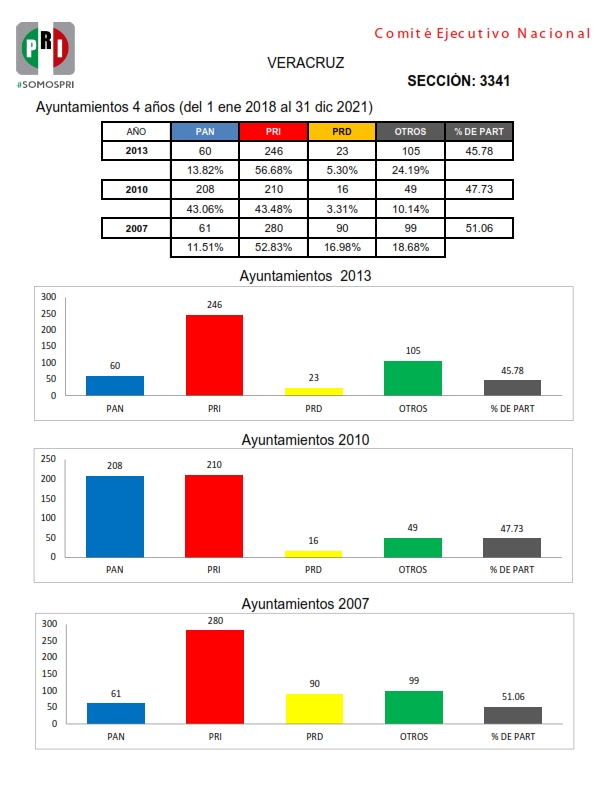 Comité Ejecutivo Nacional
PRI
#SOMOSPRI
VERACRUZ
SECCIÓN: 3341
Ayuntamientos 4 años (del 1 ene 2018 al 31 dic 2021)
AÑO PAN PRI PRD OTROS % DE PART
2013 60 246 23 105 45.78
13.82% 56.68% 5.30% 24.19%
2010 208 210 16 49 47.73
43.06% 43.48% 3.31% 10.14%
2007 61 280 90 99 51.06
11.51% 52.83% 16.98% 18.68%
Ayuntamientos 2013
300
250
200
150
100
50
0
60 246 23 105 45.78
PAN PRI PRD OTROS % DE PART
Ayuntamientos 2010
250
200
150
100
50
0
208 210 16 49 47.73
PAN PRI PRD OTROS % DE PART
Ayuntamientos 2007
300
250
200
150
100
50
0
61 280 90 99 51.06
PAN PRI PRD OTROS % DE PART